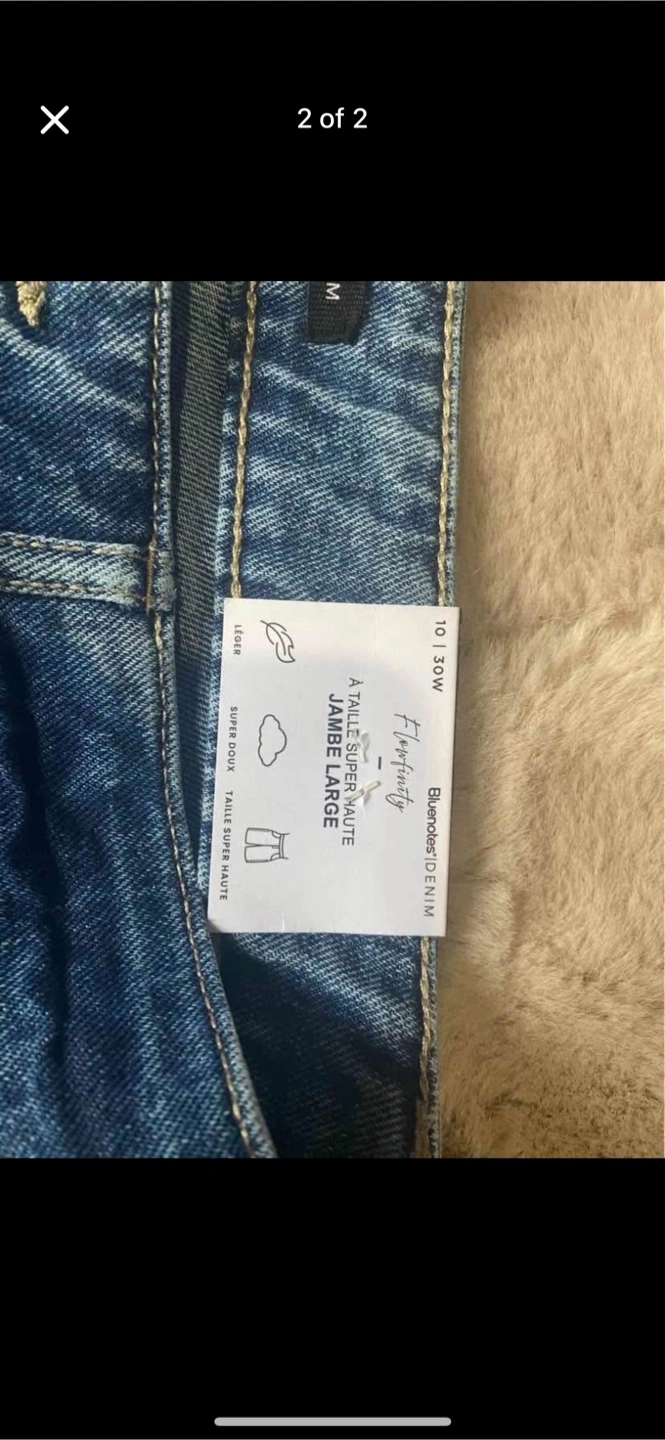 2 of 2
M
10 | 30W
Bluenotes®|DENIM
Flowfinity
À TAILLE SUPER HAUTE
JAMBE LARGE
LÉGER
SUPER DOUX
TAILLE SUPER HAUTE